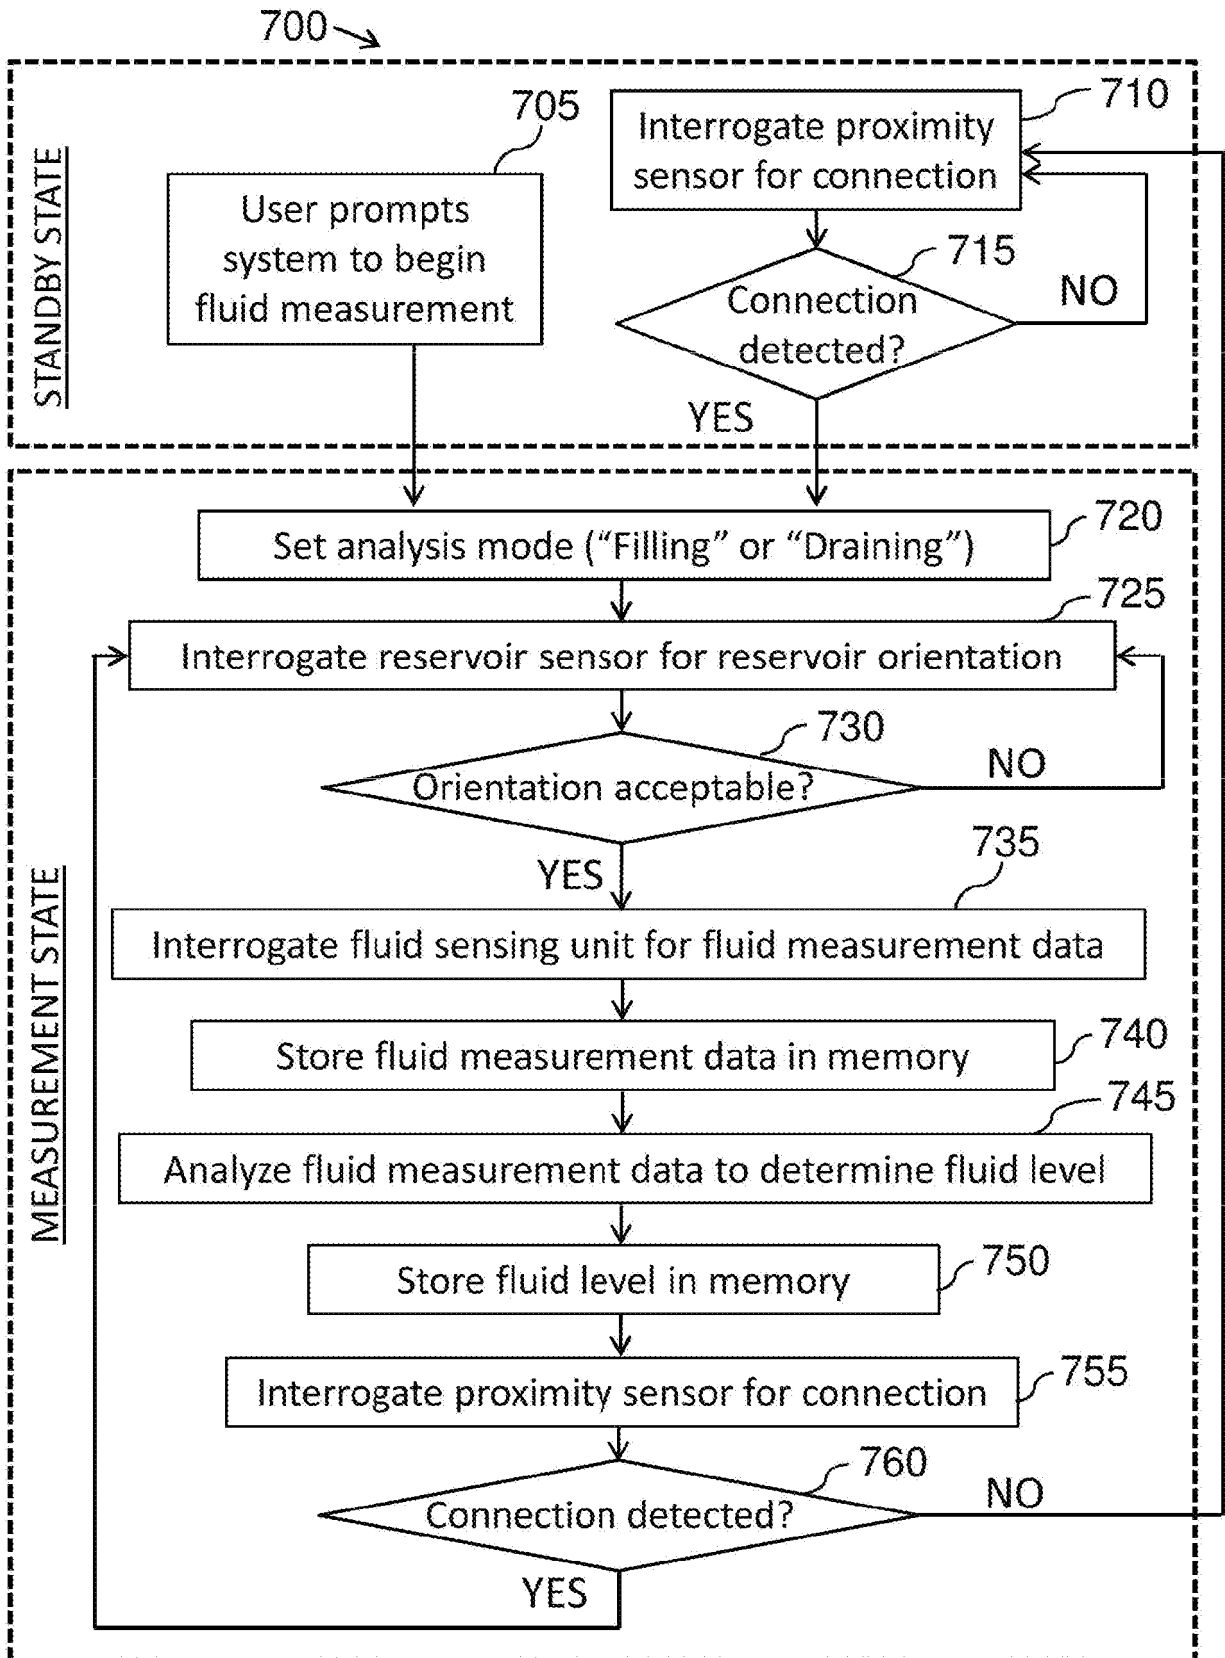 700
STANDBY STATE
705
User prompts
system to begin
fluid measurement
710
Interrogate proximity
sensor for connection
715
Connection
detected?
NO
YES
MEASUREMENT STATE
720
Set analysis mode (“Filling” or “Draining”)
725
Interrogate reservoir sensor for reservoir orientation
730
Orientation acceptable?
NO
YES
735
Interrogate fluid sensing unit for fluid measurement data
740
Store fluid measurement data in memory
745
Analyze fluid measurement data to determine fluid level
750
Store fluid level in memory
755
Interrogate proximity sensor for connection
760
Connection detected?
NO
YES